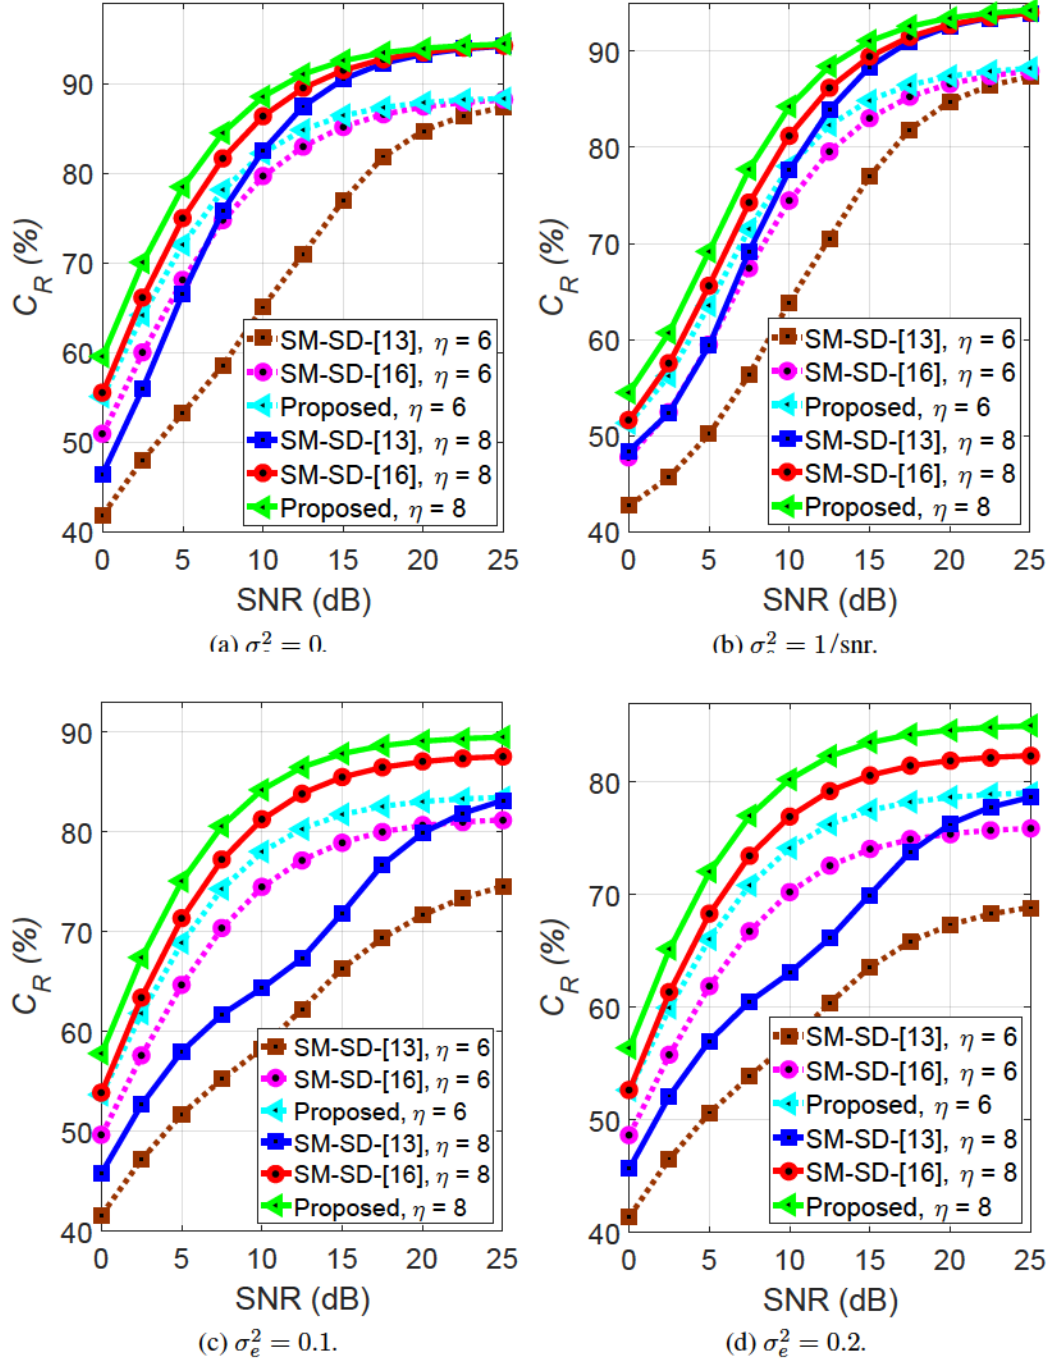 90
80
70
60
50
40
C_R (%)
SM-SD-[13], η = 6
SM-SD-[16], η = 6
Proposed, η = 6
SM-SD-[13], η = 8
SM-SD-[16], η = 8
Proposed, η = 8
0 5 10 15 20 25
SNR (dB)
(a) σ_e^2 = 0.
90
80
70
60
50
40
C_R (%)
SM-SD-[13], η = 6
SM-SD-[16], η = 6
Proposed, η = 6
SM-SD-[13], η = 8
SM-SD-[16], η = 8
Proposed, η = 8
0 5 10 15 20 25
SNR (dB)
(b) σ_e^2 = 1/snr.
90
80
70
60
50
40
C_R (%)
SM-SD-[13], η = 6
SM-SD-[16], η = 6
Proposed, η = 6
SM-SD-[13], η = 8
SM-SD-[16], η = 8
Proposed, η = 8
0 5 10 15 20 25
SNR (dB)
(c) σ_e^2 = 0.1.
80
70
60
50
40
C_R (%)
SM-SD-[13], η = 6
SM-SD-[16], η = 6
Proposed, η = 6
SM-SD-[13], η = 8
SM-SD-[16], η = 8
Proposed, η = 8
0 5 10 15 20 25
SNR (dB)
(d) σ_e^2 = 0.2.